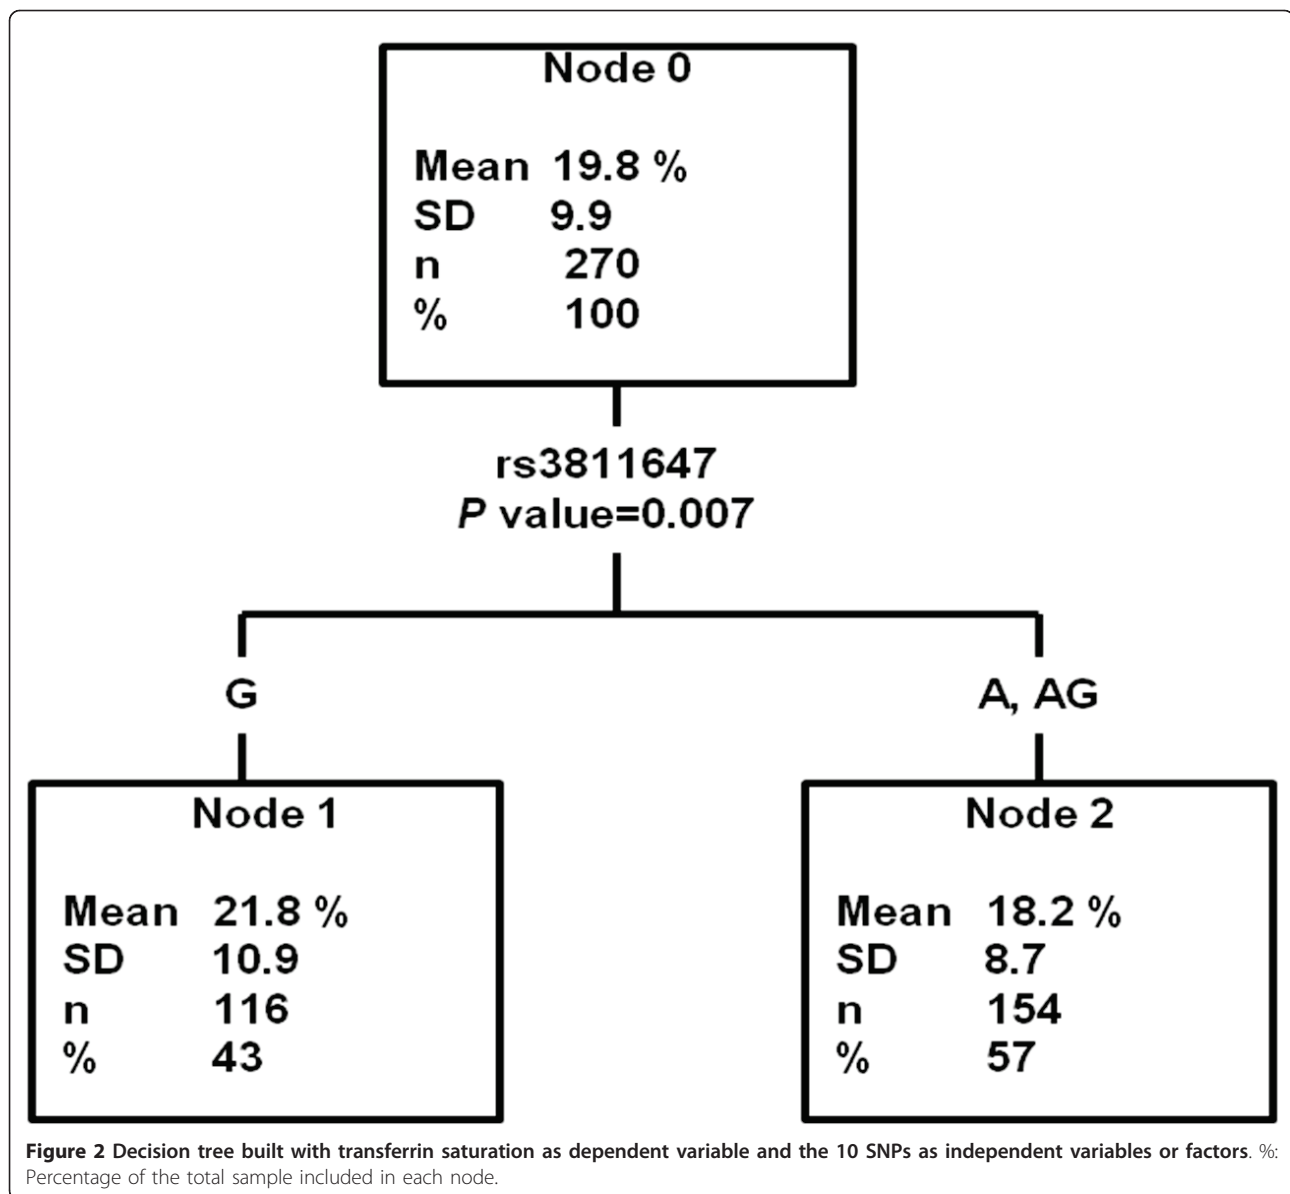 Node 0
Mean 19.8 %
SD 9.9
n 270
% 100
rs3811647
P value=0.007
G
A, AG
Node 1
Mean 21.8 %
SD 10.9
n 116
% 43
Node 2
Mean 18.2 %
SD 8.7
n 154
% 57
Figure 2 Decision tree built with transferrin saturation as dependent variable and the 10 SNPs as independent variables or factors. %:
Percentage of the total sample included in each node.